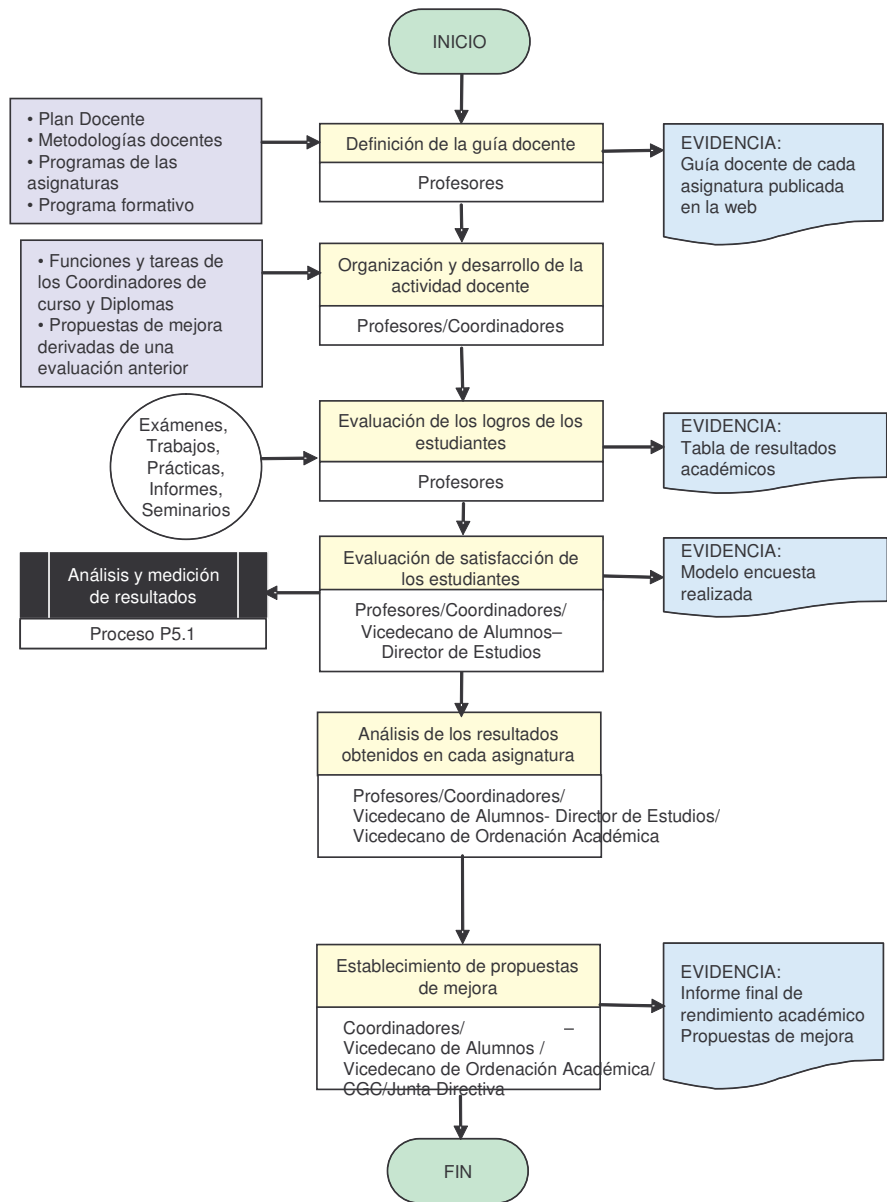 INICIO
• Plan Docente
• Metodologías docentes
• Programas de las
asignaturas
• Programa formativo
Definición de la guía docente
Profesores
EVIDENCIA:
Guía docente de cada
asignatura publicada
en la web
• Funciones y tareas de
los Coordinadores de
curso y Diplomas
• Propuestas de mejora
derivadas de una
evaluación anterior
Organización y desarrollo de la
actividad docente
Profesores/Coordinadores
Exámenes,
Trabajos,
Prácticas,
Informes,
Seminarios
Evaluación de los logros de los
estudiantes
Profesores
EVIDENCIA:
Tabla de resultados
académicos
Análisis y medición
de resultados
Proceso P5.1
Evaluación de satisfacción de
los estudiantes
Profesores/Coordinadores/
Vicedecano de Alumnos–
Director de Estudios
EVIDENCIA:
Modelo encuesta
realizada
Análisis de los resultados
obtenidos en cada asignatura
Profesores/Coordinadores/
Vicedecano de Alumnos- Director de Estudios/
Vicedecano de Ordenación Académica
Establecimiento de propuestas
de mejora
Coordinadores/ –
Vicedecano de Alumnos /
Vicedecano de Ordenación Académica/
CGC/Junta Directiva
EVIDENCIA:
Informe final de
rendimiento académico
Propuestas de mejora
FIN